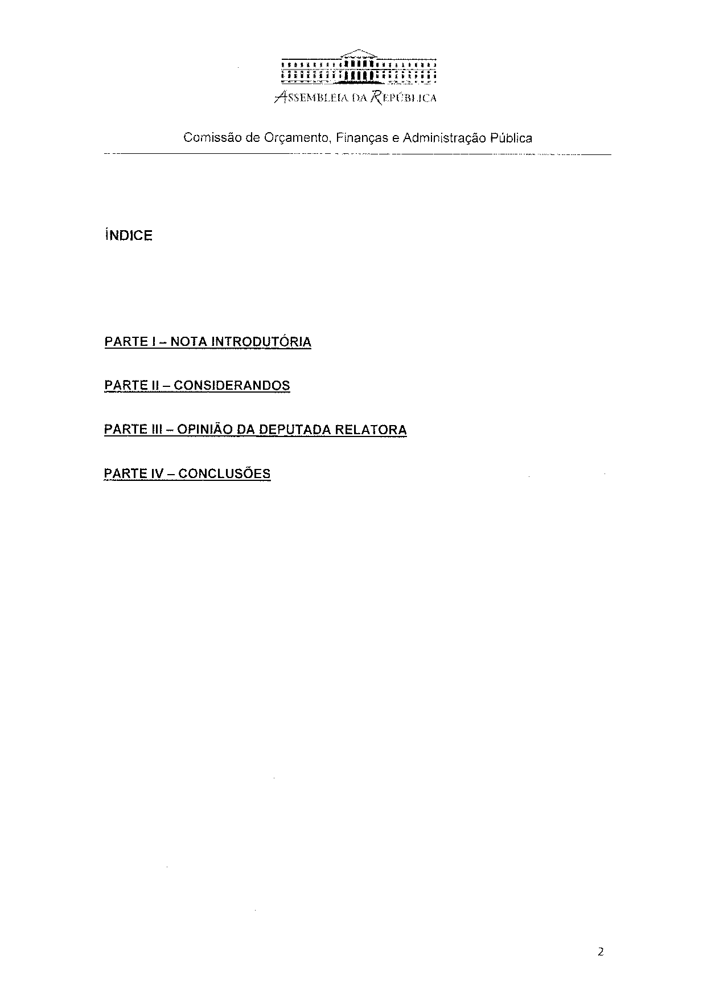 ASSEMBLEIA DA REPÚBLICA
Comissão de Orçamento, Finanças e Administração Pública
ÍNDICE
PARTE I – NOTA INTRODUTÓRIA
PARTE II – CONSIDERANDOS
PARTE III – OPINIÃO DA DEPUTADA RELATORA
PARTE IV – CONCLUSÕES
2